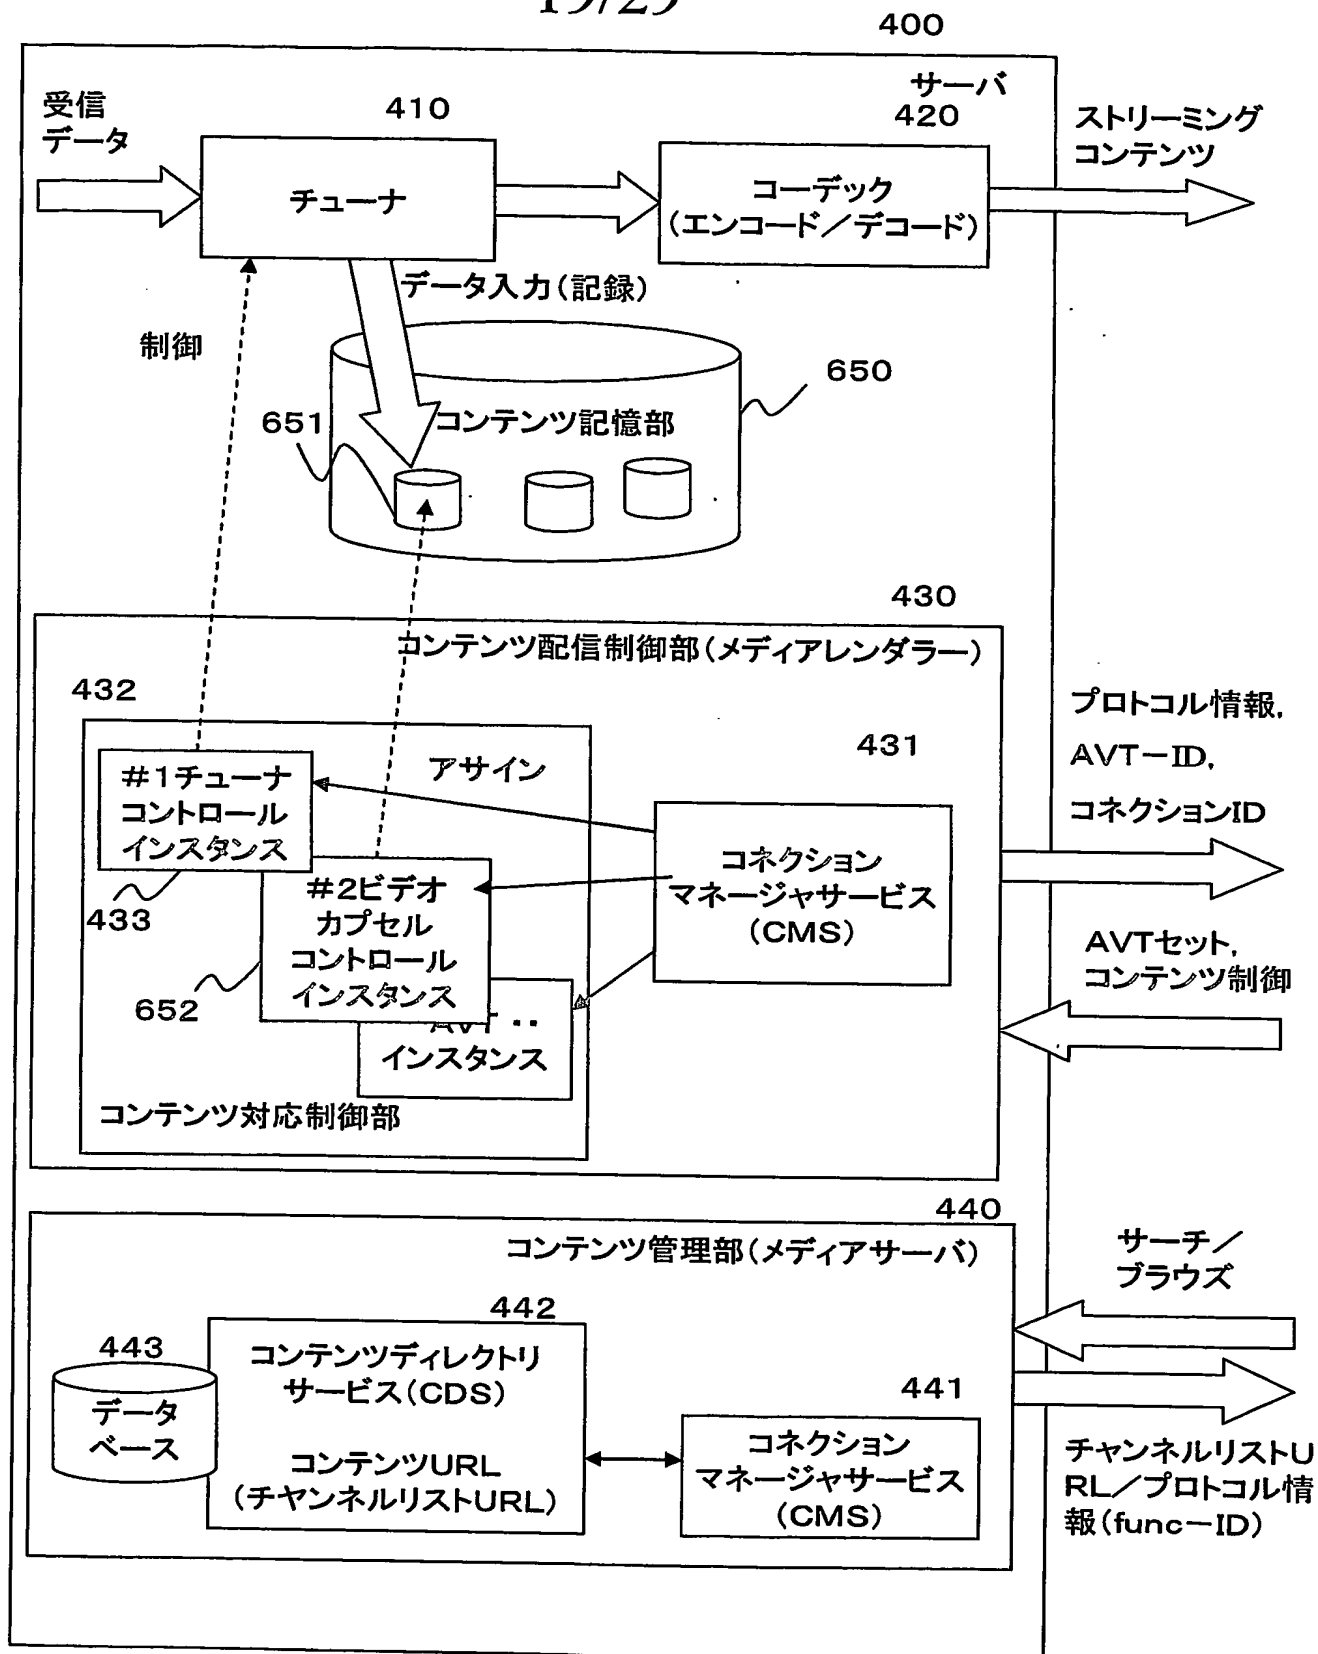 400
サーバ
受信
データ
410
チューナ
420
コーデック
(エンコード/デコード)
ストリーミング
コンテンツ
データ入力(記録)
制御
650
651
コンテンツ記憶部
430
コンテンツ配信制御部(メディアレンダラー)
432
アサイン
431
#1チューナ
コントロール
インスタンス
433
#2ビデオ
カプセル
コントロール
インスタンス
652
インスタンス
コネクション
マネージャサービス
(CMS)
コンテンツ対応制御部
プロトコル情報,
AVT-ID,
コネクションID
AVTセット,
コンテンツ制御
440
コンテンツ管理部(メディアサーバ)
442
443
データ
ベース
コンテンツディレクトリ
サービス(CDS)
コンテンツURL
(チヤンネルリストURL)
441
コネクション
マネージャサービス
(CMS)
サーチ/
ブラウズ
チャンネルリストU
RL/プロトコル情
報(func-ID)